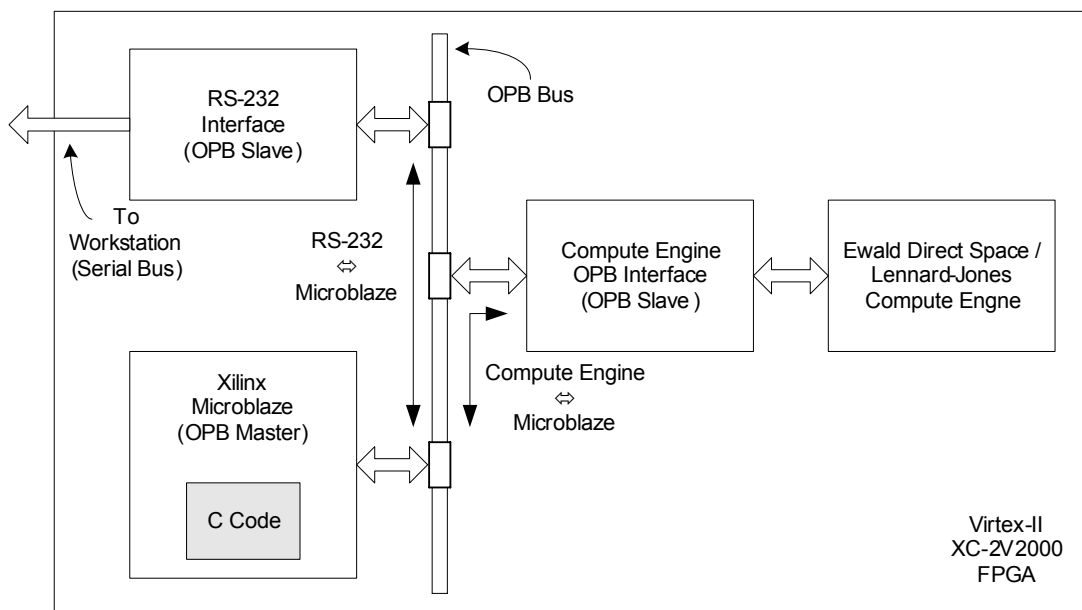 RS-232
Interface
(OPB Slave)
OPB Bus
To
Workstation
(Serial Bus)
RS-232
⇔
Microblaze
Compute Engine
OPB Interface
(OPB Slave)
Ewald Direct Space /
Lennard-Jones
Compute Engne
Compute Engine
⇔
Microblaze
Xilinx
Microblaze
(OPB Master)
C Code
Virtex-II
XC-2V2000
FPGA